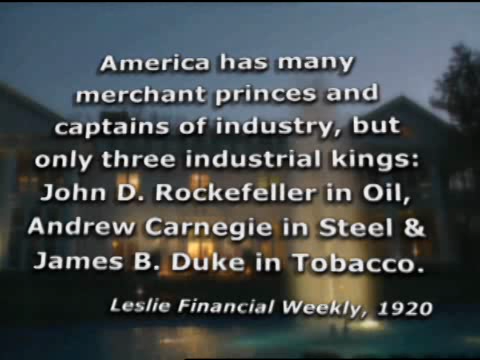 America has many
merchant princes and
captains of industry, but
only three industrial kings:
John D. Rockefeller in Oil,
Andrew Carnegie in Steel &
James B. Duke in Tobacco.
Leslie Financial Weekly, 1920